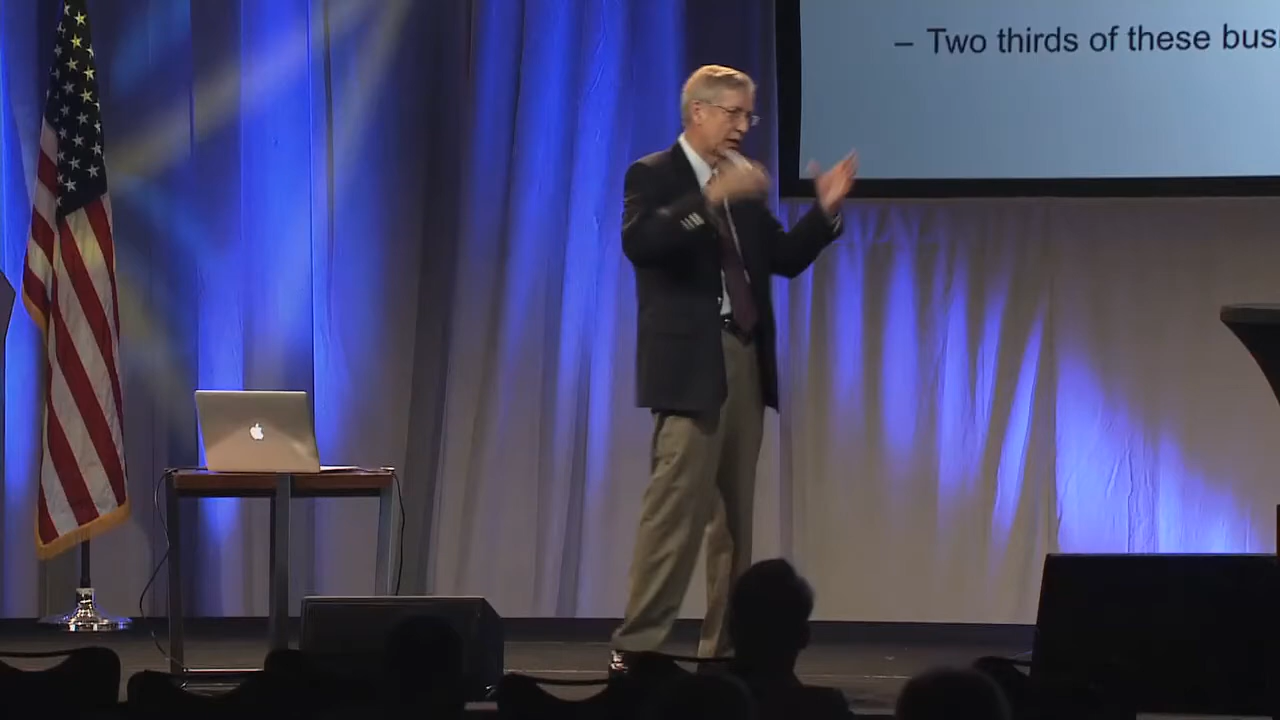 – Two thirds of these bus